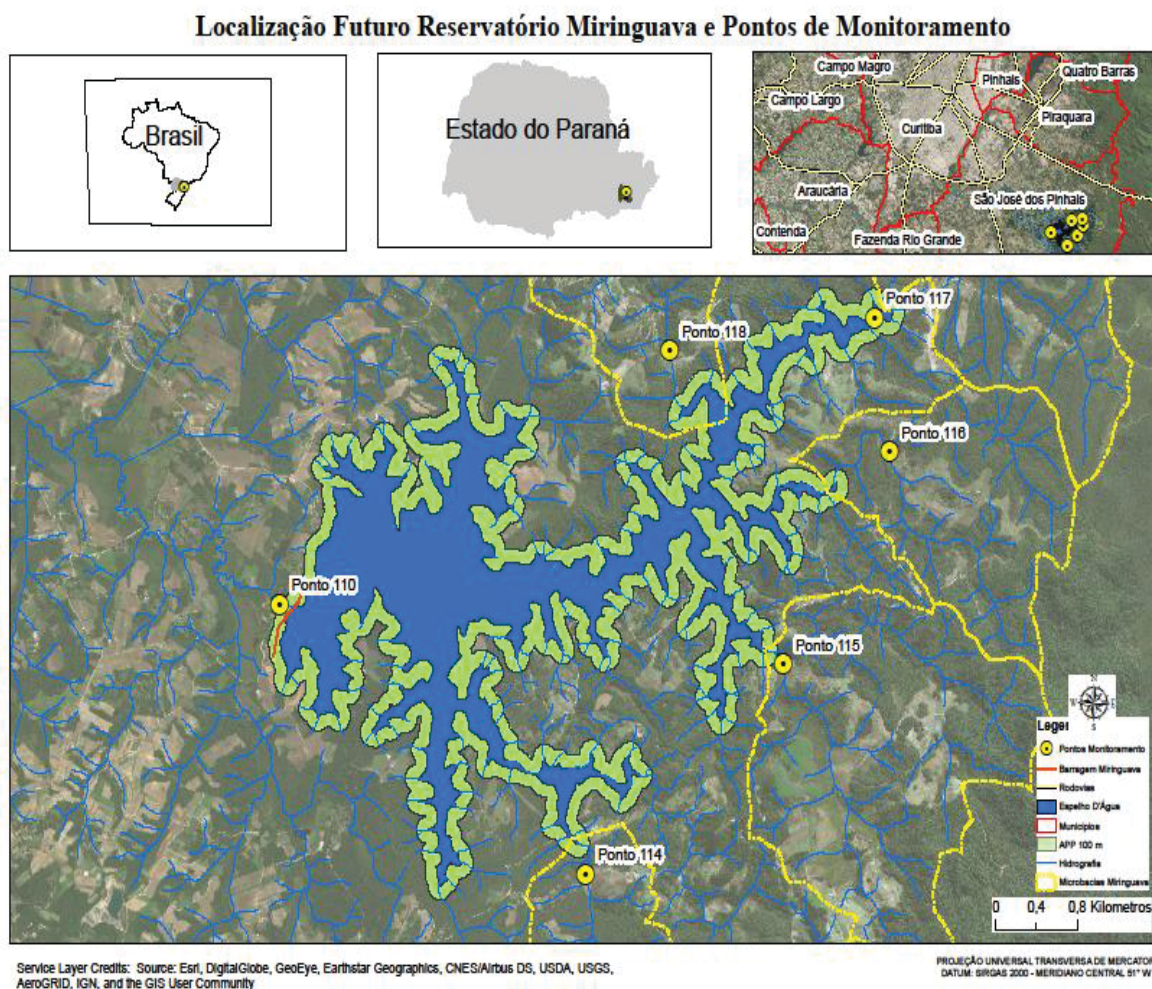 Localização Futuro Reservatório Miringuava e Pontos de Monitoramento
Brasil
Estado do Paraná
Campo Magro
Pinhais
Quatro Barras
Campo Largo
Curitiba
Piraquara
Araucária
São José dos Pinhais
Contenda
Fazenda Rio Grande
Ponto 117
Ponto 118
Ponto 116
Ponto 110
Ponto 115
Ponto 114
N
W E
S
Leger
Pontos Monitoramento
Barragem Miringuava
Rodovias
Espelho D'Água
Municípios
APP 100 m
Hidrografia
Microbacias Miringuava
0 0,4 0,8 Kilometros
Service Layer Credits: Source: Esri, DigitalGlobe, GeoEye, Earthstar Geographics, CNES/Airbus DS, USDA, USGS,
AeroGRID, IGN, and the GIS User Community
PROJEÇÃO UNIVERSAL TRANSVERSA DE MERCATOR
DATUM: SIRGAS 2000 - MERIDIANO CENTRAL 51° W